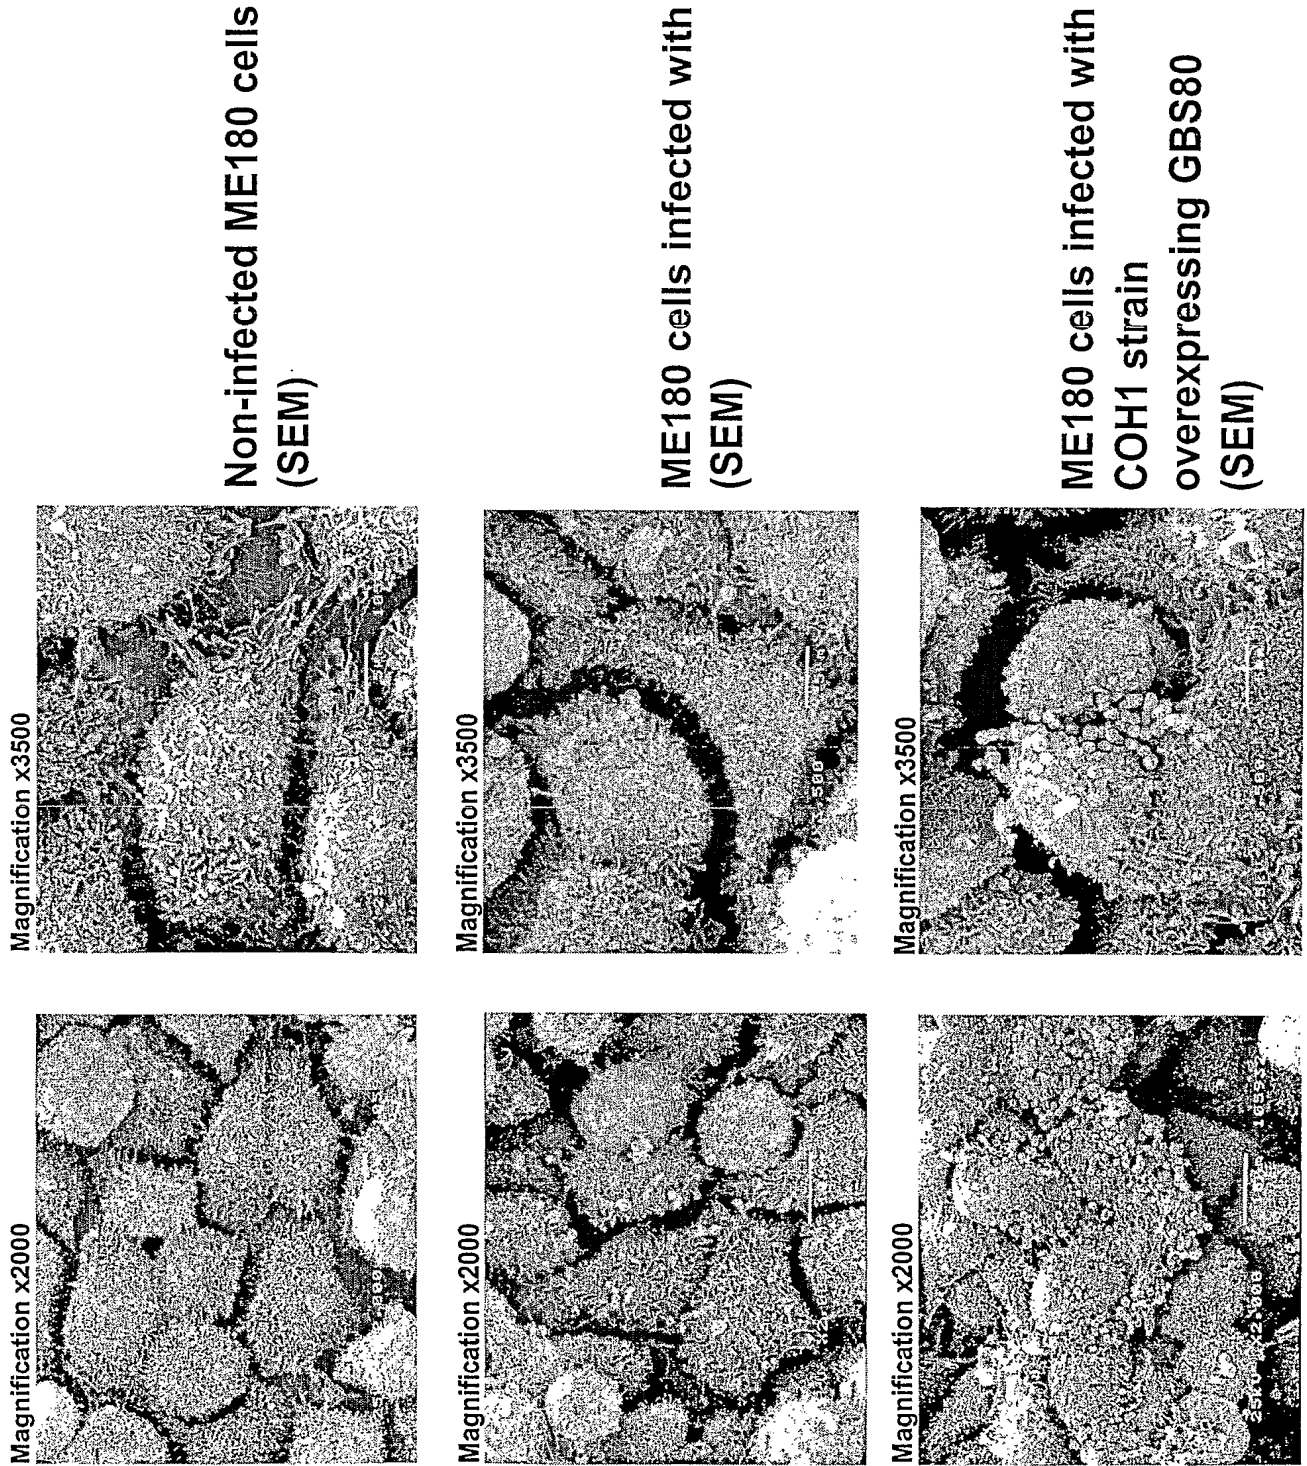 Magnification x2000
Magnification x3500
Non-infected ME180 cells
(SEM)
Magnification x2000
Magnification x3500
ME180 cells infected with
(SEM)
Magnification x2000
Magnification x3500
ME180 cells infected with
COH1 strain
overexpressing GBS80
(SEM)